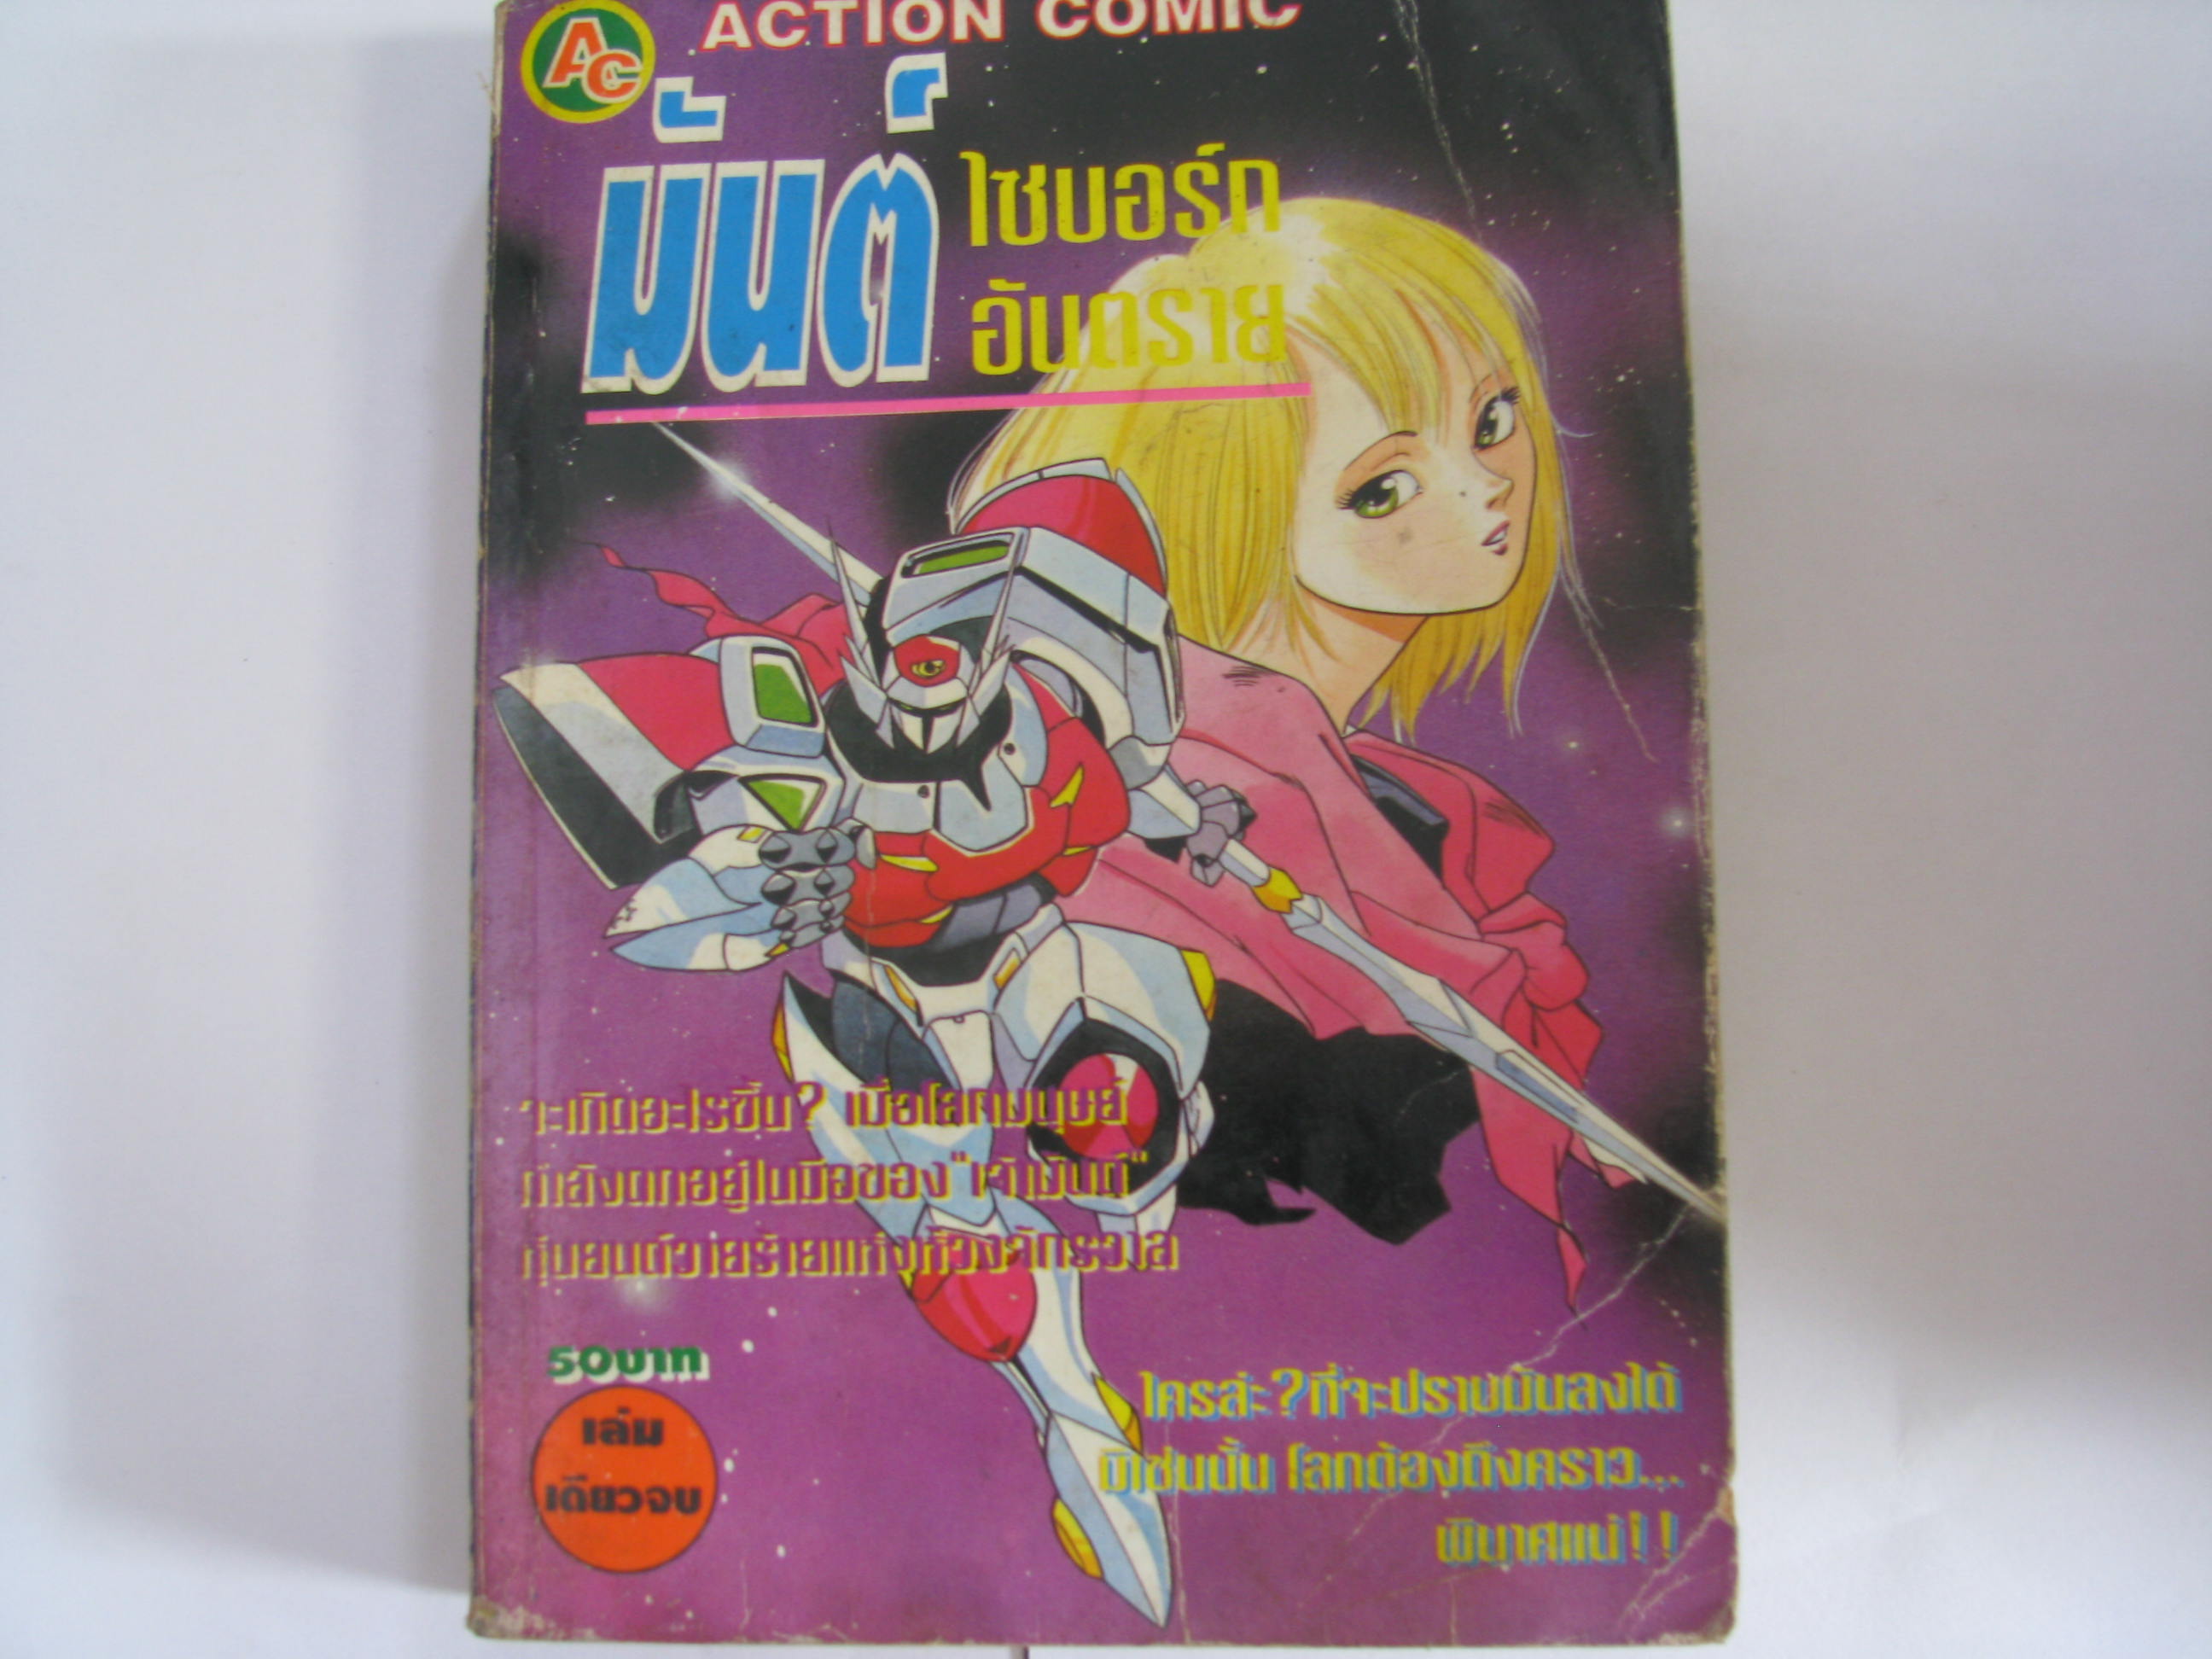 AC
ACTION COMIC
มันต์
ไซบอร์ก
อันตราย
จะเกิดอะไรขึ้น? เมื่อโลกมนุษย์
กำลังตกอยู่ในมือของ "เจ้ามันต์"
หุ่นยนต์วายร้ายแห่งห้วงจักรวาล
50บาท
เล่ม
เดียวจบ
ใครล่ะ?ที่จะปราบมันลงได้
มิเช่นนั้น โลกต้องถึงคราว...
พินาศแน่!!